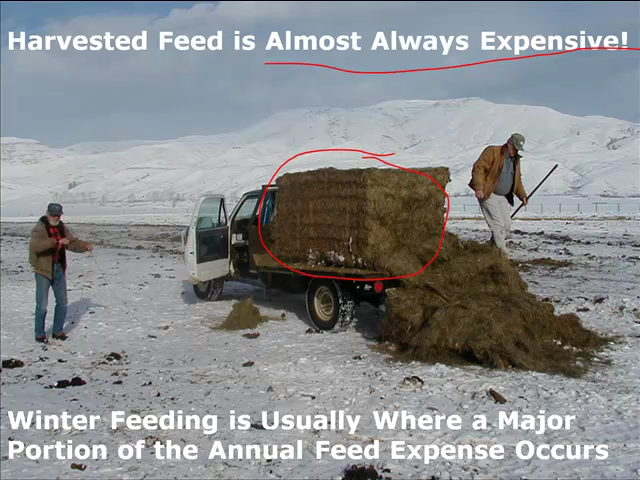 Harvested Feed is Almost Always Expensive!
Winter Feeding is Usually Where a Major
Portion of the Annual Feed Expense Occurs